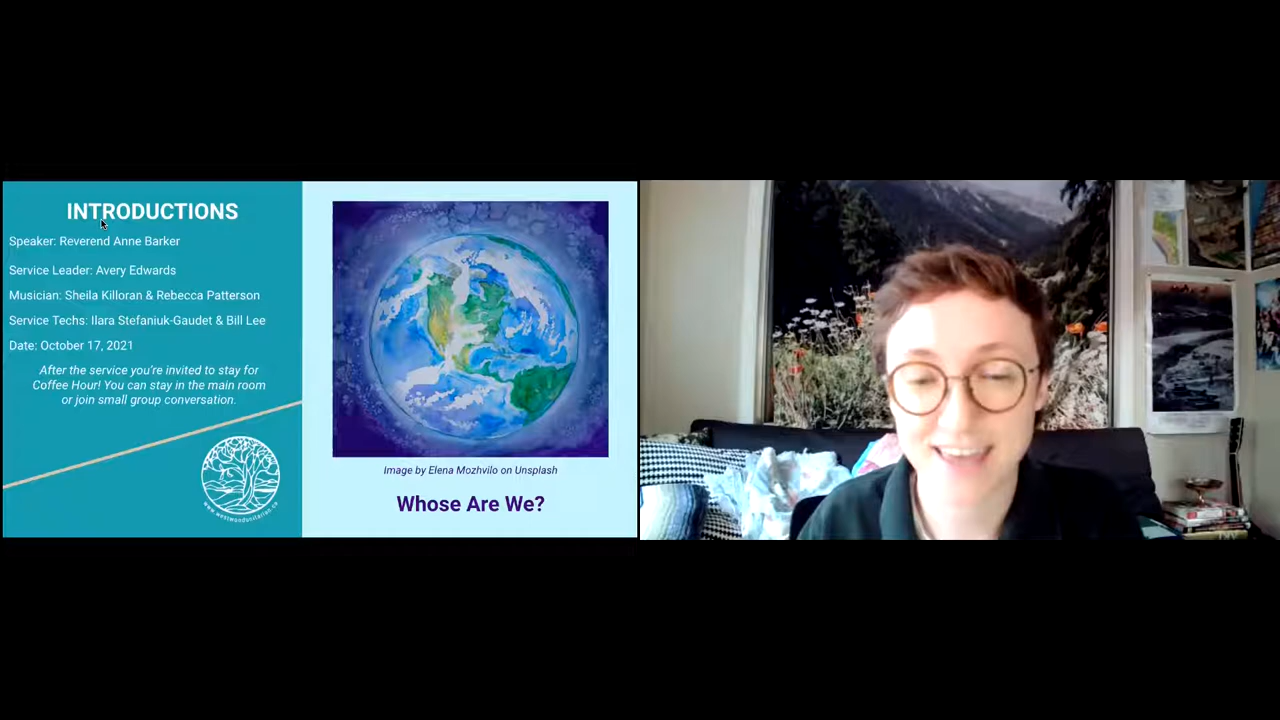 INTRODUCTIONS
Speaker: Reverend Anne Barker
Service Leader: Avery Edwards
Musician: Sheila Killoran & Rebecca Patterson
Service Techs: Ilara Stefaniuk-Gaudet & Bill Lee
Date: October 17, 2021
After the service you're invited to stay for
Coffee Hour! You can stay in the main room
or join small group conversation.
www.westwoodunitarian.ca
Image by Elena Mozhvilo on Unsplash
Whose Are We?